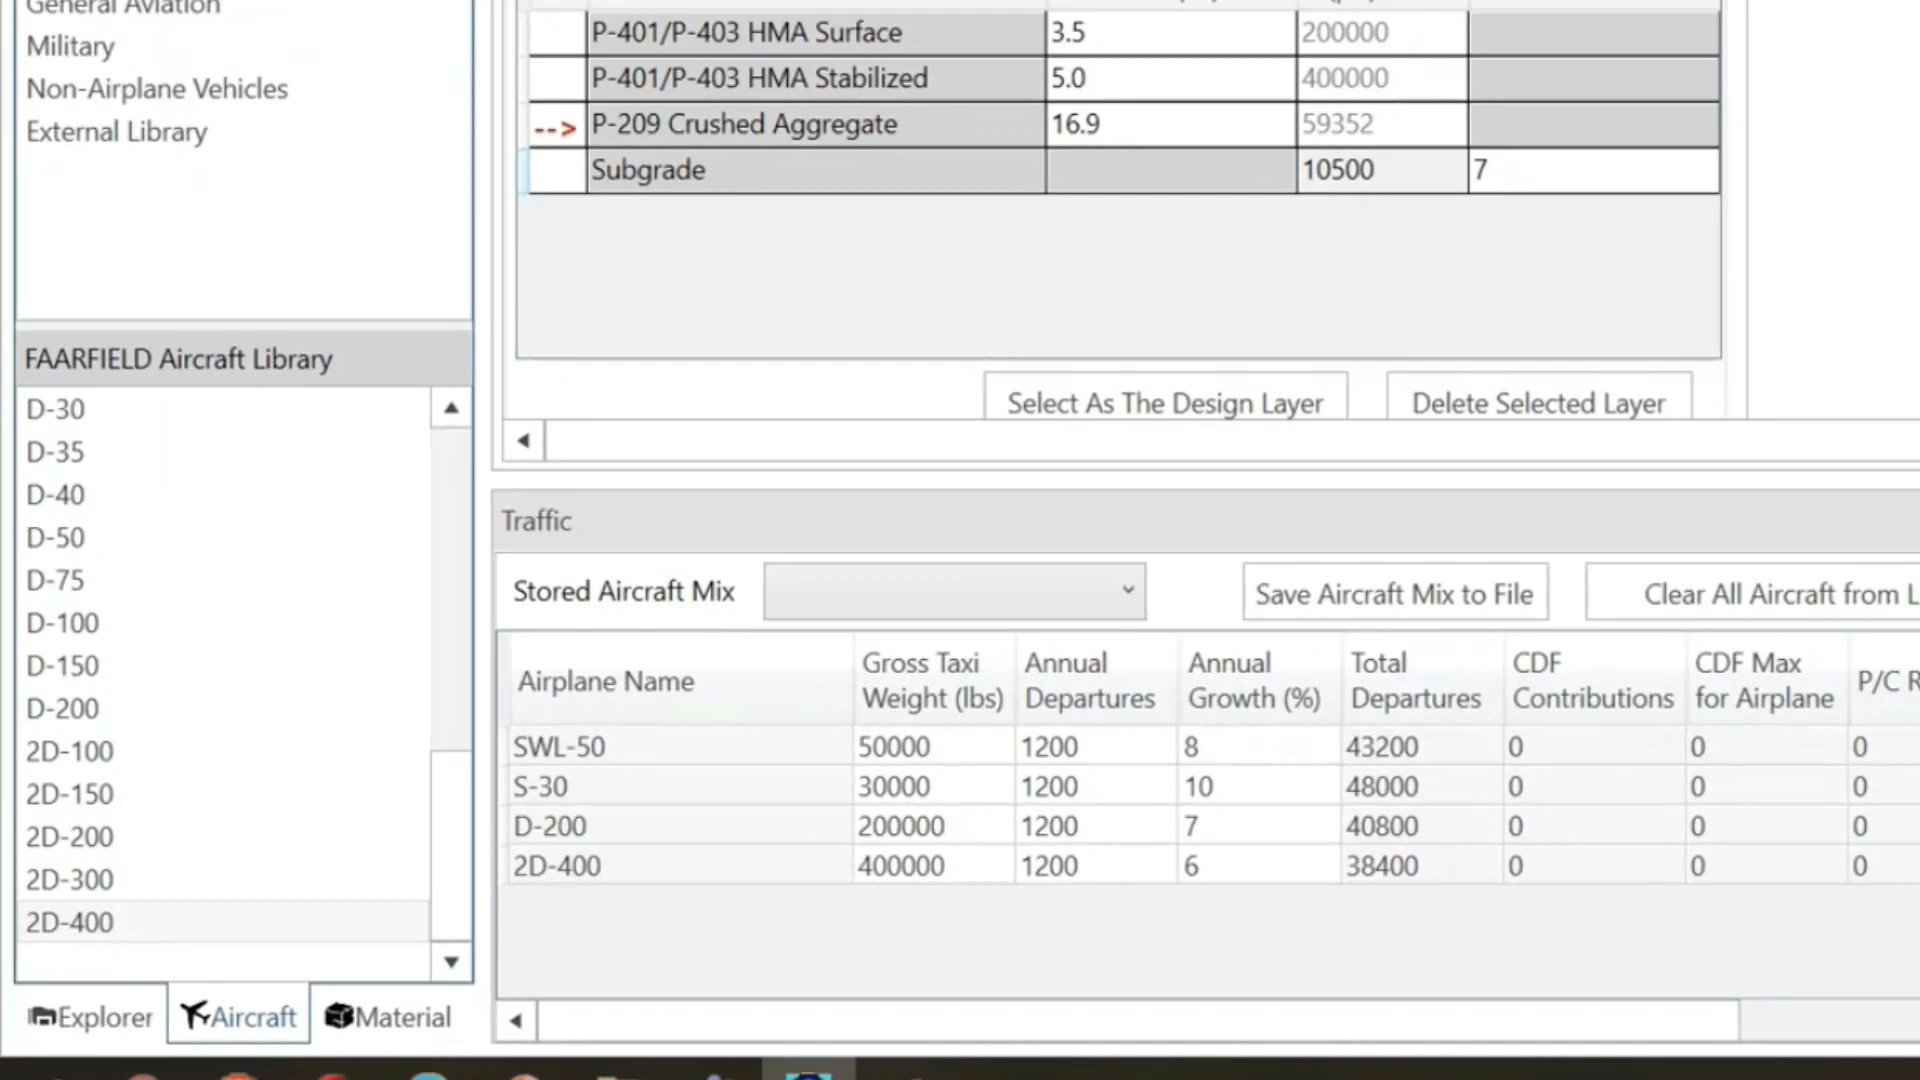 General Aviation
Military
Non-Airplane Vehicles
External Library
P-401/P-403 HMA Surface 3.5 200000
P-401/P-403 HMA Stabilized 5.0 400000
--> P-209 Crushed Aggregate 16.9 59352
Subgrade 10500 7
Select As The Design Layer Delete Selected Layer
FAARFIELD Aircraft Library
D-30
D-35
D-40
D-50
D-75
D-100
D-150
D-200
2D-100
2D-150
2D-200
2D-300
2D-400
Explorer Aircraft Material
Traffic
Stored Aircraft Mix Save Aircraft Mix to File Clear All Aircraft from L
Airplane Name Gross Taxi Weight (lbs) Annual Departures Annual Growth (%) Total Departures CDF Contributions CDF Max for Airplane P/C R
SWL-50 50000 1200 8 43200 0 0 0
S-30 30000 1200 10 48000 0 0 0
D-200 200000 1200 7 40800 0 0 0
2D-400 400000 1200 6 38400 0 0 0